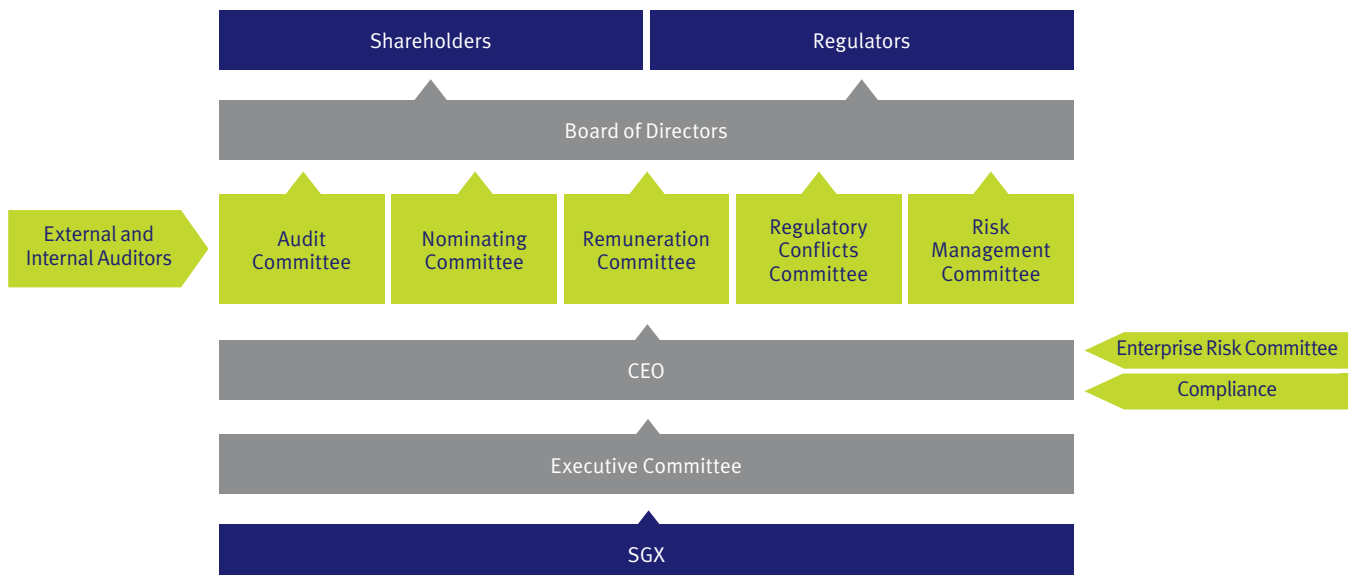 Shareholders
Regulators
Board of Directors
External and
Internal Auditors
Audit
Committee
Nominating
Committee
Remuneration
Committee
Regulatory
Conflicts
Committee
Risk
Management
Committee
Enterprise Risk Committee
CEO
Compliance
Executive Committee
SGX